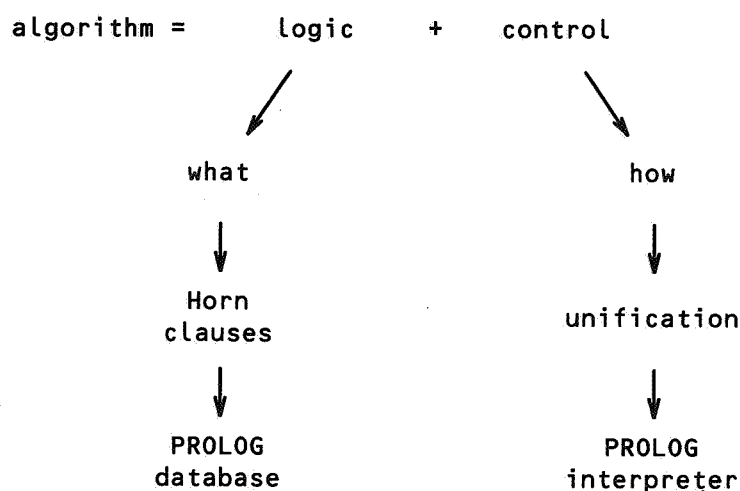 algorithm = logic + control
what how
Horn
clauses
unification
PROLOG
database
PROLOG
interpreter